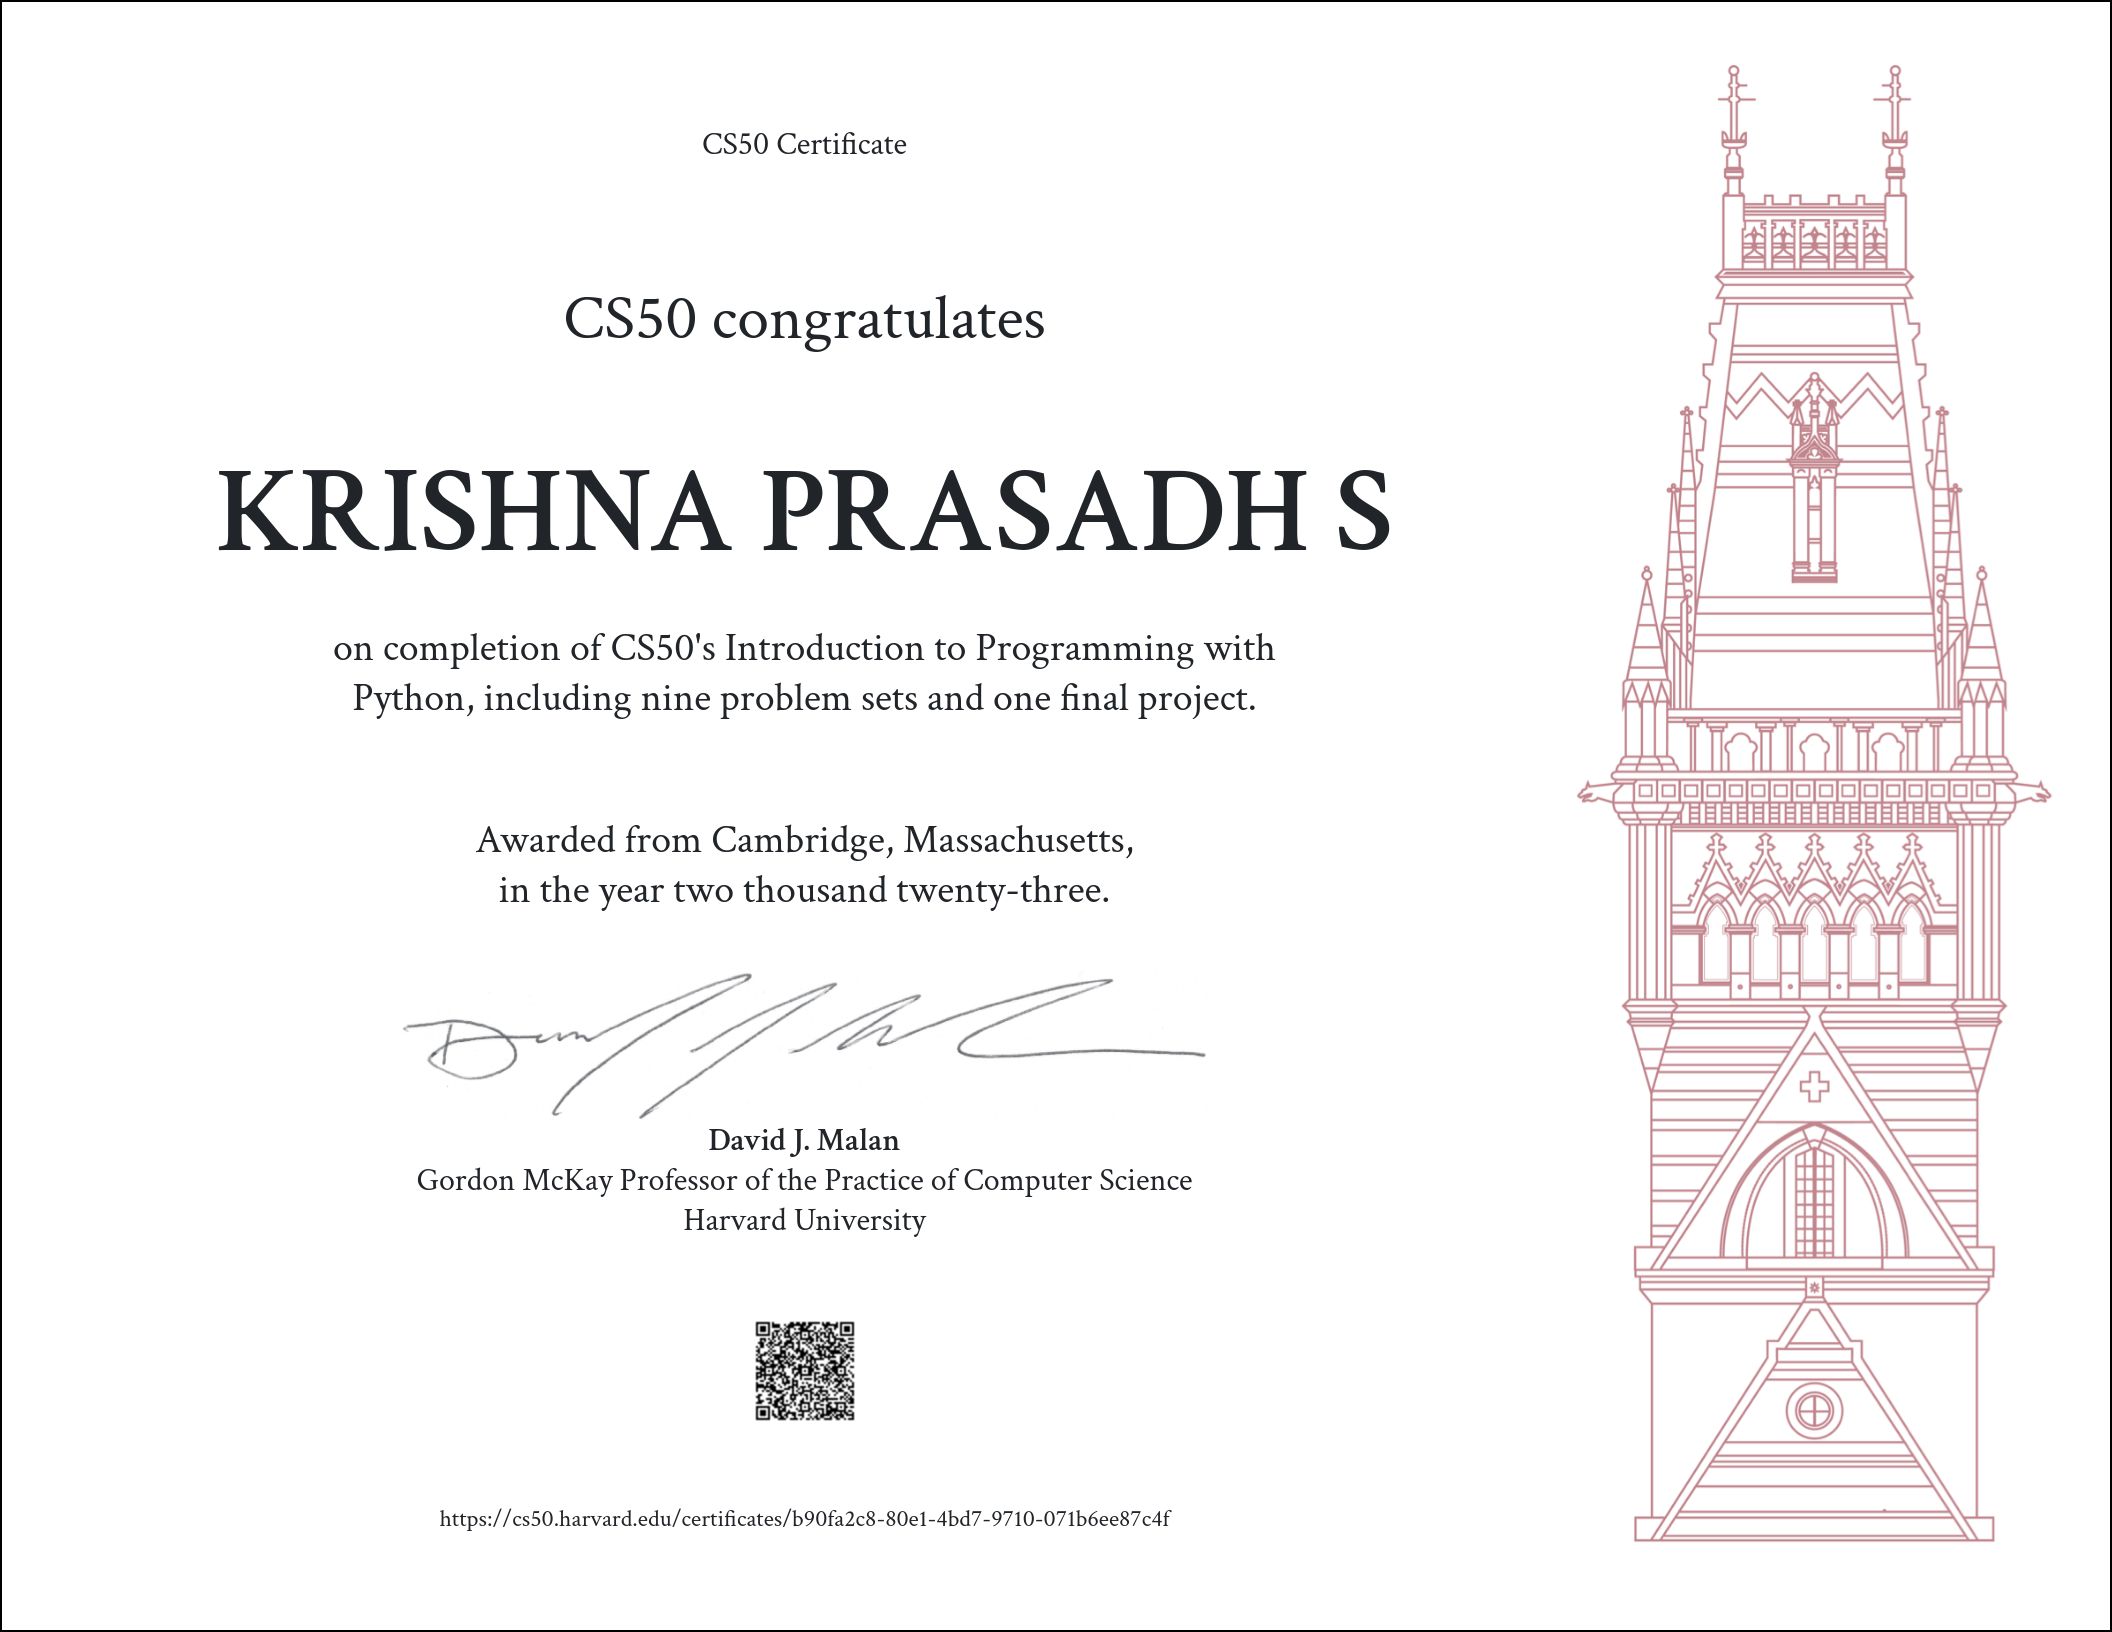 CS50 Certificate
CS50 congratulates
KRISHNA PRASADH S
on completion of CS50's Introduction to Programming with
Python, including nine problem sets and one final project.
Awarded from Cambridge, Massachusetts,
in the year two thousand twenty-three.
David J. Malan
Gordon McKay Professor of the Practice of Computer Science
Harvard University
https://cs50.harvard.edu/certificates/b90fa2c8-80e1-4bd7-9710-071b6ee87c4f